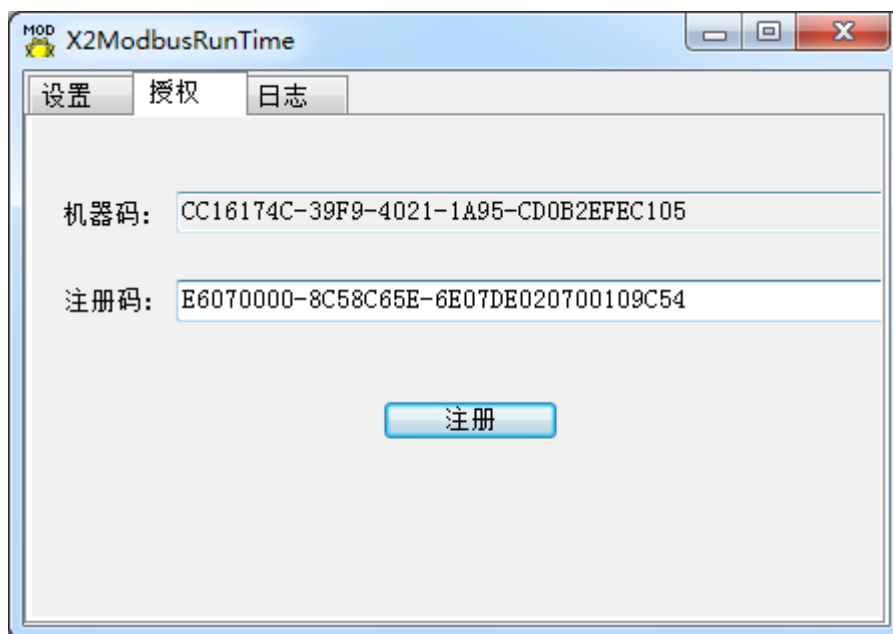 MOD
X2ModbusRunTime
设置 授权 日志
机器码: CC16174C-39F9-4021-1A95-CD0B2EFEC105
注册码: E6070000-8C58C65E-6E07DE020700109C54
注册